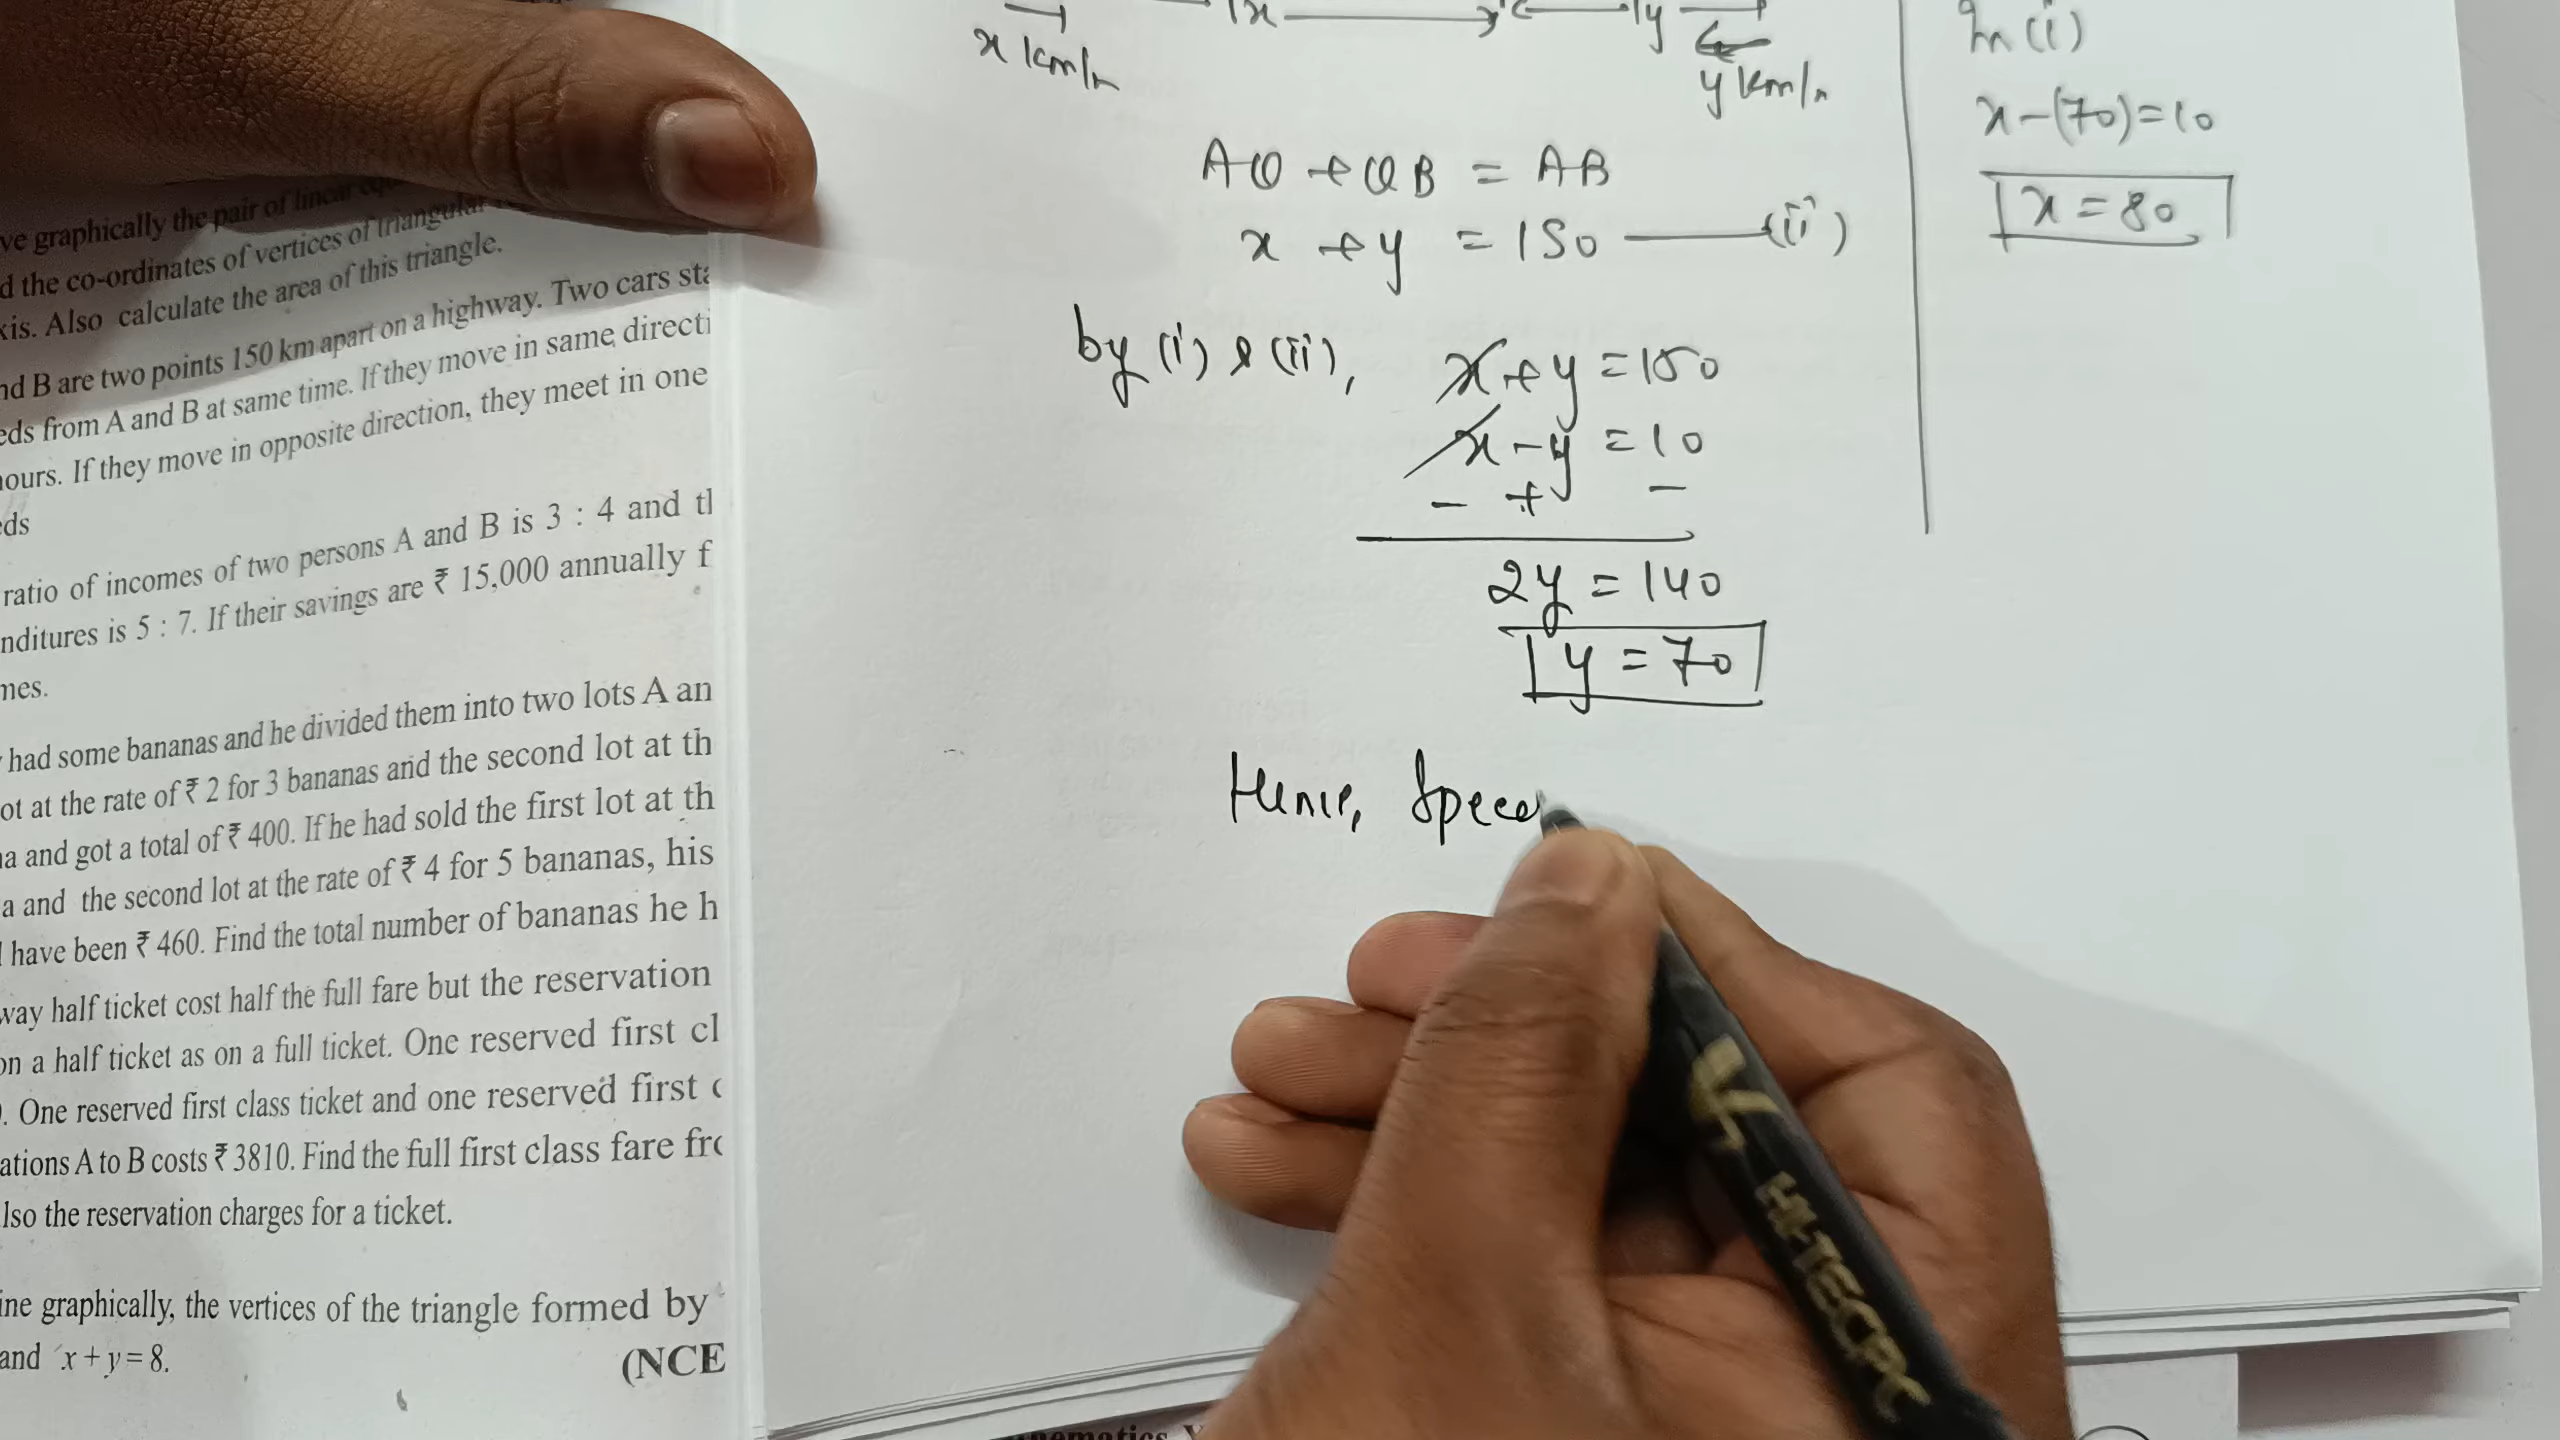 ve graphically the pair of linear equ
d the co-ordinates of vertices of triangular
xis. Also calculate the area of this triangle.
nd B are two points 150 km apart on a highway. Two cars sta
eds from A and B at same time. If they move in same directi
ours. If they move in opposite direction, they meet in one
eds
ratio of incomes of two persons A and B is 3 : 4 and th
nditures is 5 : 7. If their savings are ₹ 15,000 annually f
mes.
had some bananas and he divided them into two lots A an
ot at the rate of ₹ 2 for 3 bananas and the second lot at th
a and got a total of ₹ 400. If he had sold the first lot at th
a and the second lot at the rate of ₹ 4 for 5 bananas, his
have been ₹ 460. Find the total number of bananas he h
way half ticket cost half the full fare but the reservation
on a half ticket as on a full ticket. One reserved first cl
. One reserved first class ticket and one reserved first c
ations A to B costs ₹ 3810. Find the full first class fare fro
lso the reservation charges for a ticket.
ine graphically, the vertices of the triangle formed by
and x + y = 8.
(NCE
x y
x km/h
y km/h
AQ + QB = AB
x + y = 150 (ii)
by (i) & (ii),
x + y = 150
x - y = 10
- + -
2y = 140
y = 70
Hence, Speed
In (i)
x - (70) = 10
x = 80
HI-TECPOINT